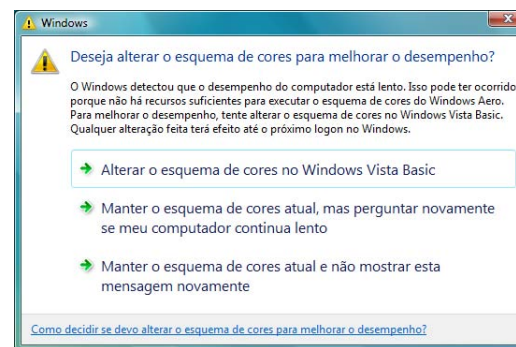 Windows
Deseja alterar o esquema de cores para melhorar o desempenho?
O Windows detectou que o desempenho do computador está lento. Isso pode ter ocorrido
porque não há recursos suficientes para executar o esquema de cores do Windows Aero.
Para melhorar o desempenho, tente alterar o esquema de cores no Windows Vista Basic.
Qualquer alteração feita terá efeito até o próximo logon no Windows.
Alterar o esquema de cores no Windows Vista Basic
Manter o esquema de cores atual, mas perguntar novamente
se meu computador continua lento
Manter o esquema de cores atual e não mostrar esta
mensagem novamente
Como decidir se devo alterar o esquema de cores para melhorar o desempenho?